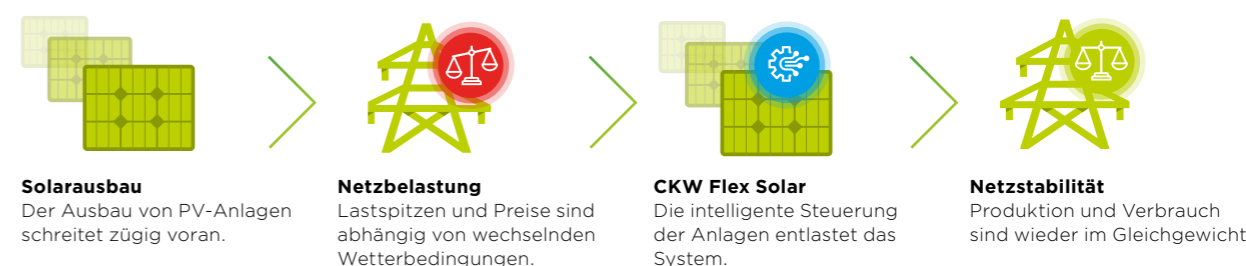 Solarausbau
Der Ausbau von PV-Anlagen
schreitet zügig voran.
Netzbelastung
Lastspitzen und Preise sind
abhängig von wechselnden
Wetterbedingungen.
CKW Flex Solar
Die intelligente Steuerung
der Anlagen entlastet das
System.
Netzstabilität
Produktion und Verbrauch
sind wieder im Gleichgewicht